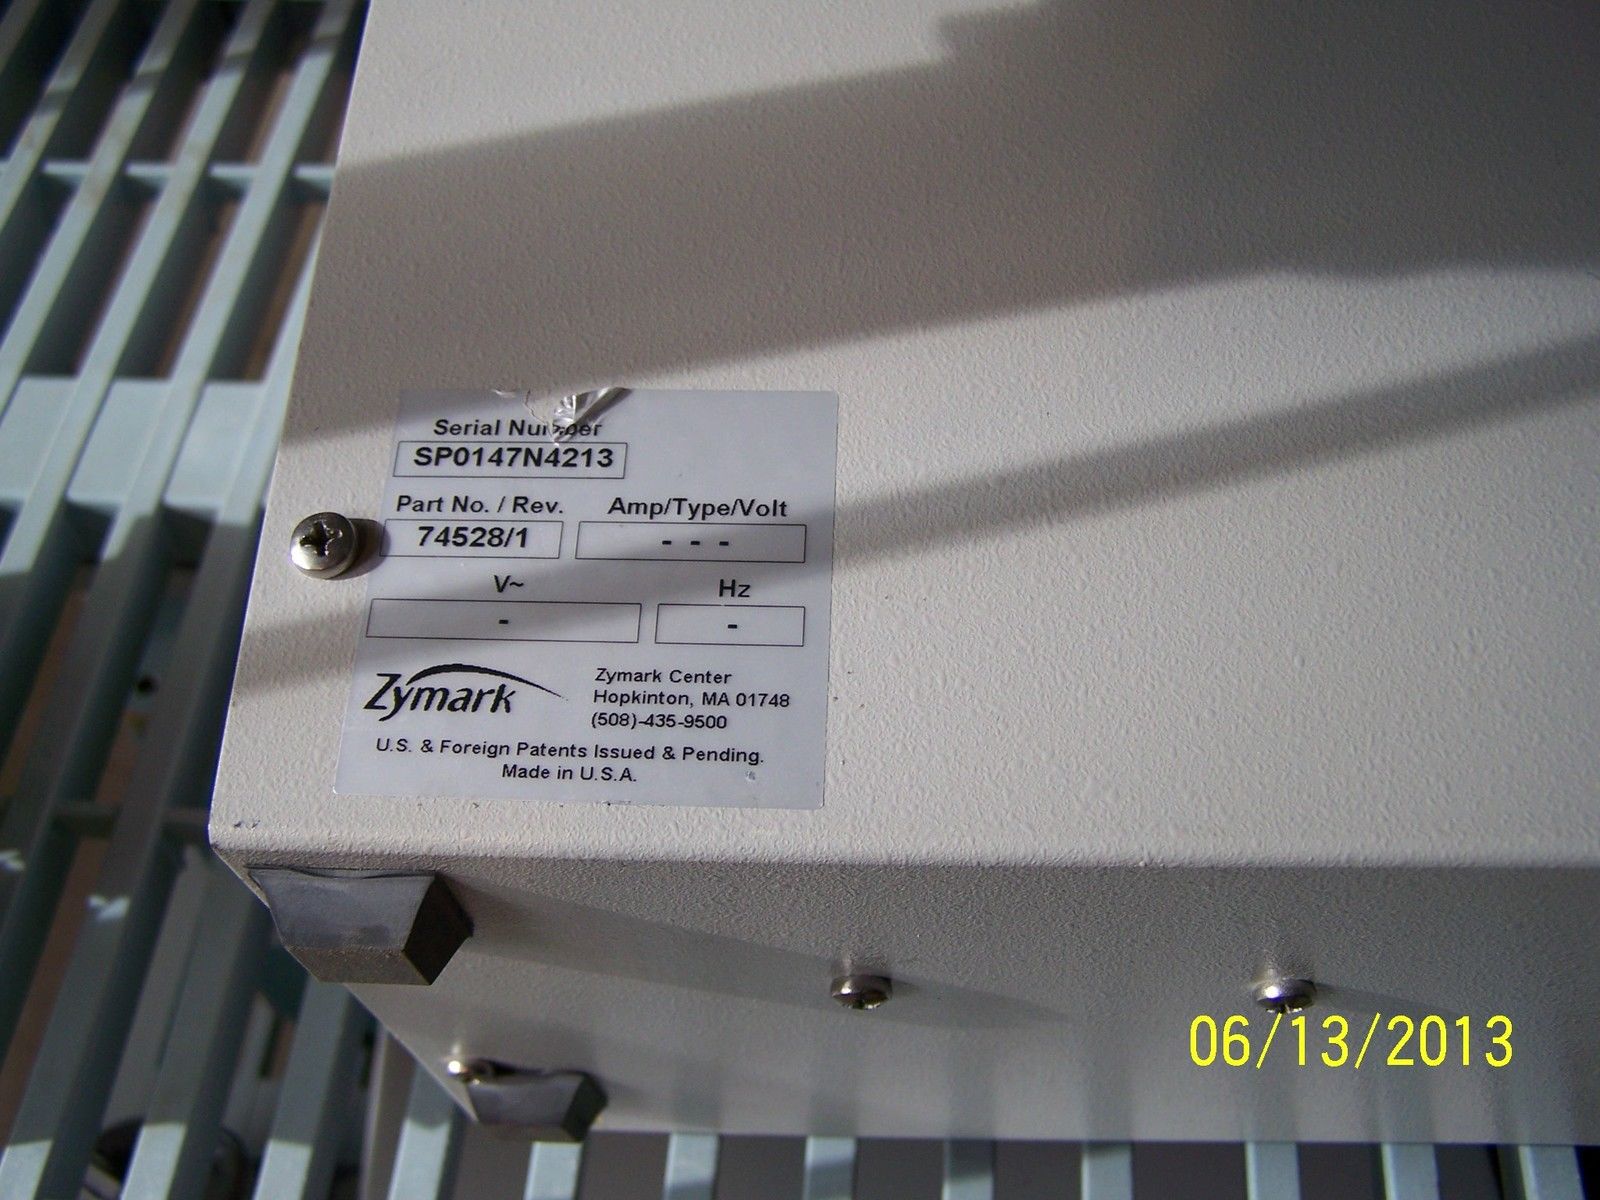 Serial Number
SP0147N4213
Part No. / Rev. Amp/Type/Volt
74528/1 - - -
V~ Hz
- -
Zymark
Zymark Center
Hopkinton, MA 01748
(508)-435-9500
U.S. & Foreign Patents Issued & Pending.
Made in U.S.A.
06/13/2013